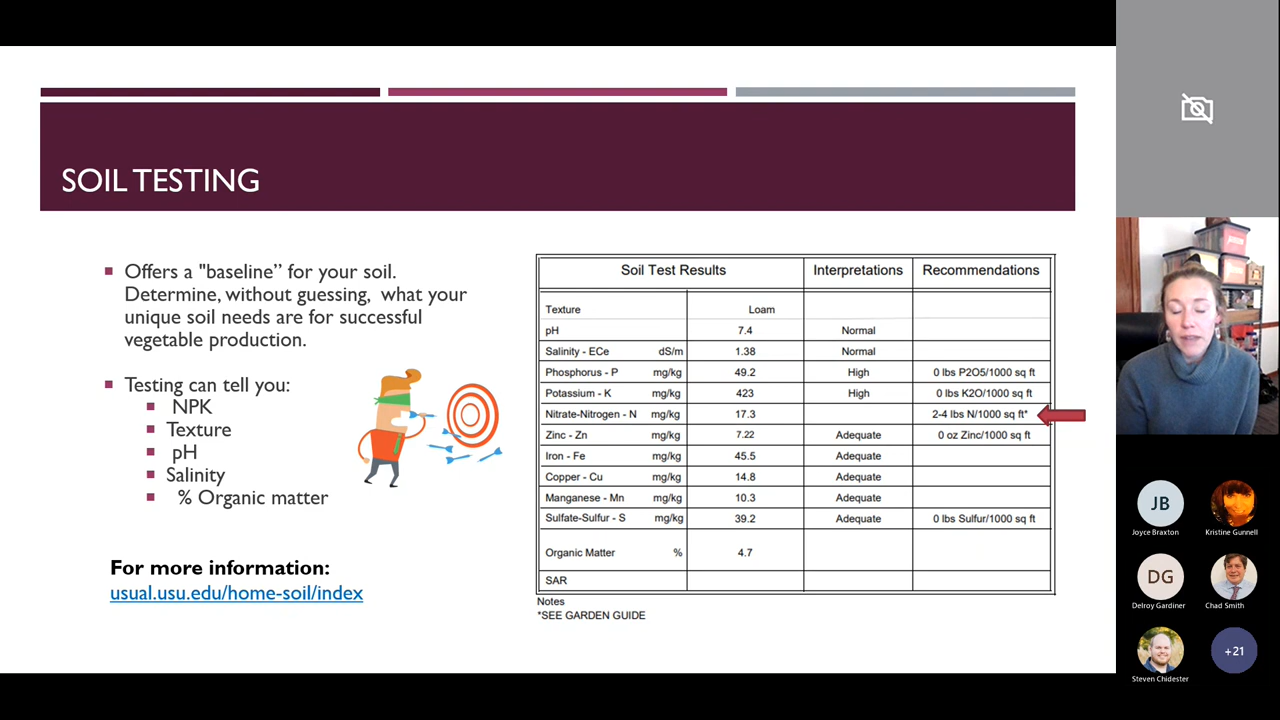 SOIL TESTING
Offers a "baseline” for your soil.
Determine, without guessing, what your
unique soil needs are for successful
vegetable production.
Testing can tell you:
NPK
Texture
pH
Salinity
% Organic matter
For more information:
usual.usu.edu/home-soil/index
Soil Test Results Interpretations Recommendations
Texture Loam
pH 7.4 Normal
Salinity - ECe dS/m 1.38 Normal
Phosphorus - P mg/kg 49.2 High 0 lbs P2O5/1000 sq ft
Potassium - K mg/kg 423 High 0 lbs K2O/1000 sq ft
Nitrate-Nitrogen - N mg/kg 17.3 2-4 lbs N/1000 sq ft*
Zinc - Zn mg/kg 7.22 Adequate 0 oz Zinc/1000 sq ft
Iron - Fe mg/kg 45.5 Adequate
Copper - Cu mg/kg 14.8 Adequate
Manganese - Mn mg/kg 10.3 Adequate
Sulfate-Sulfur - S mg/kg 39.2 Adequate 0 lbs Sulfur/1000 sq ft
Organic Matter % 4.7
SAR
Notes
*SEE GARDEN GUIDE
JB
Joyce Braxton
Kristine Gunnell
DG
Delroy Gardiner
Chad Smith
Steven Chidester
+21